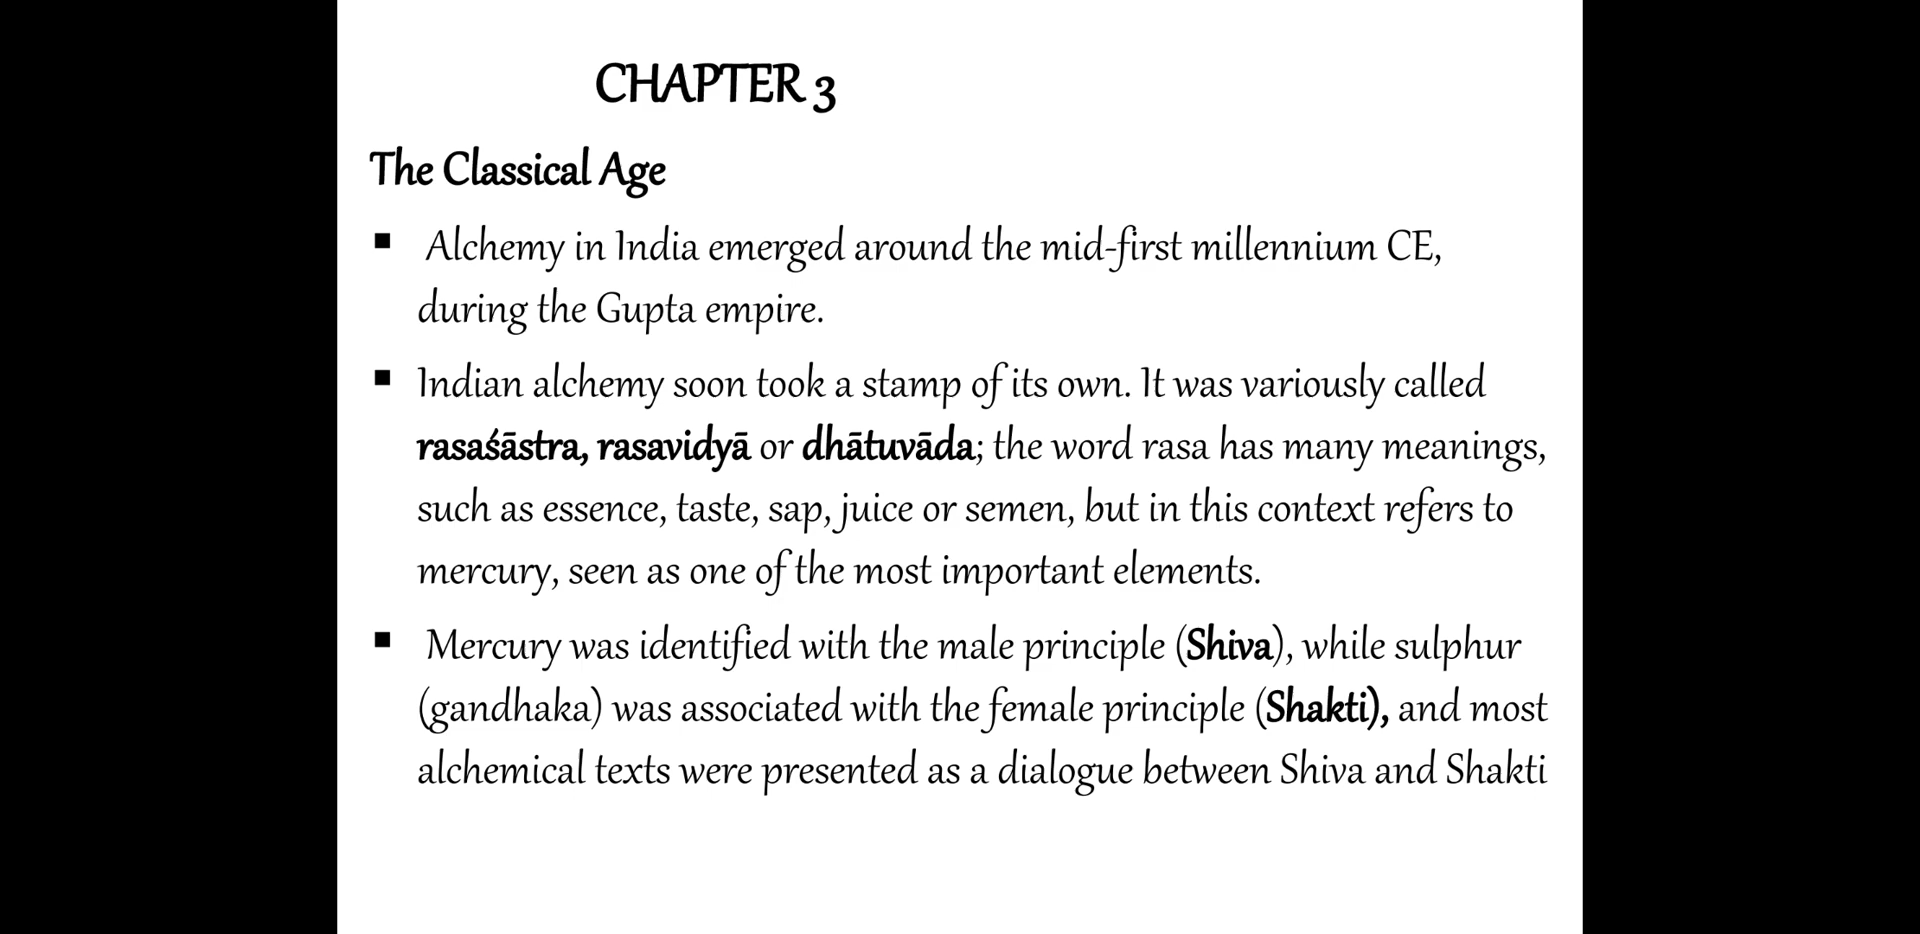 CHAPTER 3
The Classical Age
▪ Alchemy in India emerged around the mid-first millennium CE,
during the Gupta empire.
▪ Indian alchemy soon took a stamp of its own. It was variously called
rasaśāstra, rasavidyā or dhātuvāda; the word rasa has many meanings,
such as essence, taste, sap, juice or semen, but in this context refers to
mercury, seen as one of the most important elements.
▪ Mercury was identified with the male principle (Shiva), while sulphur
(gandhaka) was associated with the female principle (Shakti), and most
alchemical texts were presented as a dialogue between Shiva and Shakti